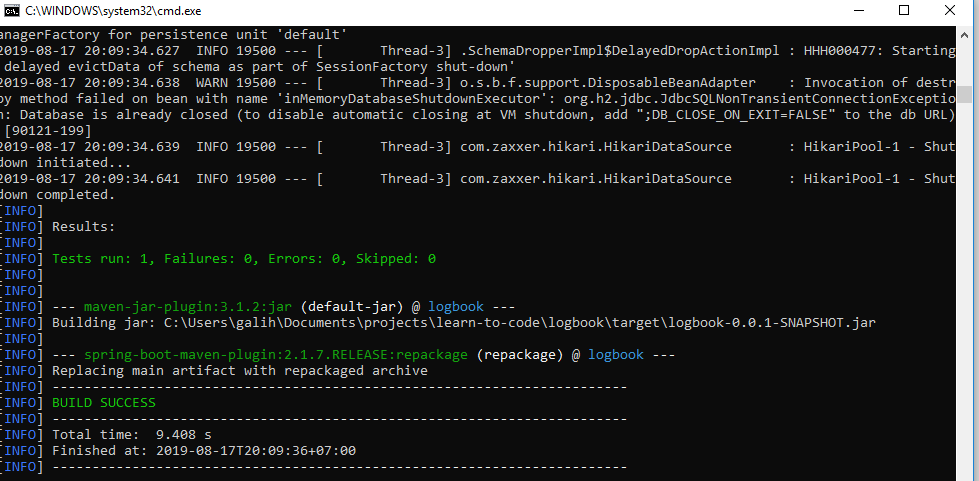 C:\WINDOWS\system32\cmd.exe
anagerFactory for persistence unit 'default'
2019-08-17 20:09:34.627  INFO 19500 --- [       Thread-3] .SchemaDropperImpl$DelayedDropActionImpl : HHH000477: Starting
 delayed evictData of schema as part of SessionFactory shut-down'
2019-08-17 20:09:34.638  WARN 19500 --- [       Thread-3] o.s.b.f.support.DisposableBeanAdapter    : Invocation of destr
oy method failed on bean with name 'inMemoryDatabaseShutdownExecutor': org.h2.jdbc.JdbcSQLNonTransientConnectionExceptio
n: Database is already closed (to disable automatic closing at VM shutdown, add ";DB_CLOSE_ON_EXIT=FALSE" to the db URL)
 [90121-199]
2019-08-17 20:09:34.639  INFO 19500 --- [       Thread-3] com.zaxxer.hikari.HikariDataSource       : HikariPool-1 - Shut
down initiated...
2019-08-17 20:09:34.641  INFO 19500 --- [       Thread-3] com.zaxxer.hikari.HikariDataSource       : HikariPool-1 - Shut
down completed.
[INFO]
[INFO] Results:
[INFO]
[INFO] Tests run: 1, Failures: 0, Errors: 0, Skipped: 0
[INFO]
[INFO]
[INFO] --- maven-jar-plugin:3.1.2:jar (default-jar) @ logbook ---
[INFO] Building jar: C:\Users\galih\Documents\projects\learn-to-code\logbook\target\logbook-0.0.1-SNAPSHOT.jar
[INFO]
[INFO] --- spring-boot-maven-plugin:2.1.7.RELEASE:repackage (repackage) @ logbook ---
[INFO] Replacing main artifact with repackaged archive
[INFO] ------------------------------------------------------------------------
[INFO] BUILD SUCCESS
[INFO] ------------------------------------------------------------------------
[INFO] Total time:  9.408 s
[INFO] Finished at: 2019-08-17T20:09:36+07:00
[INFO] ------------------------------------------------------------------------